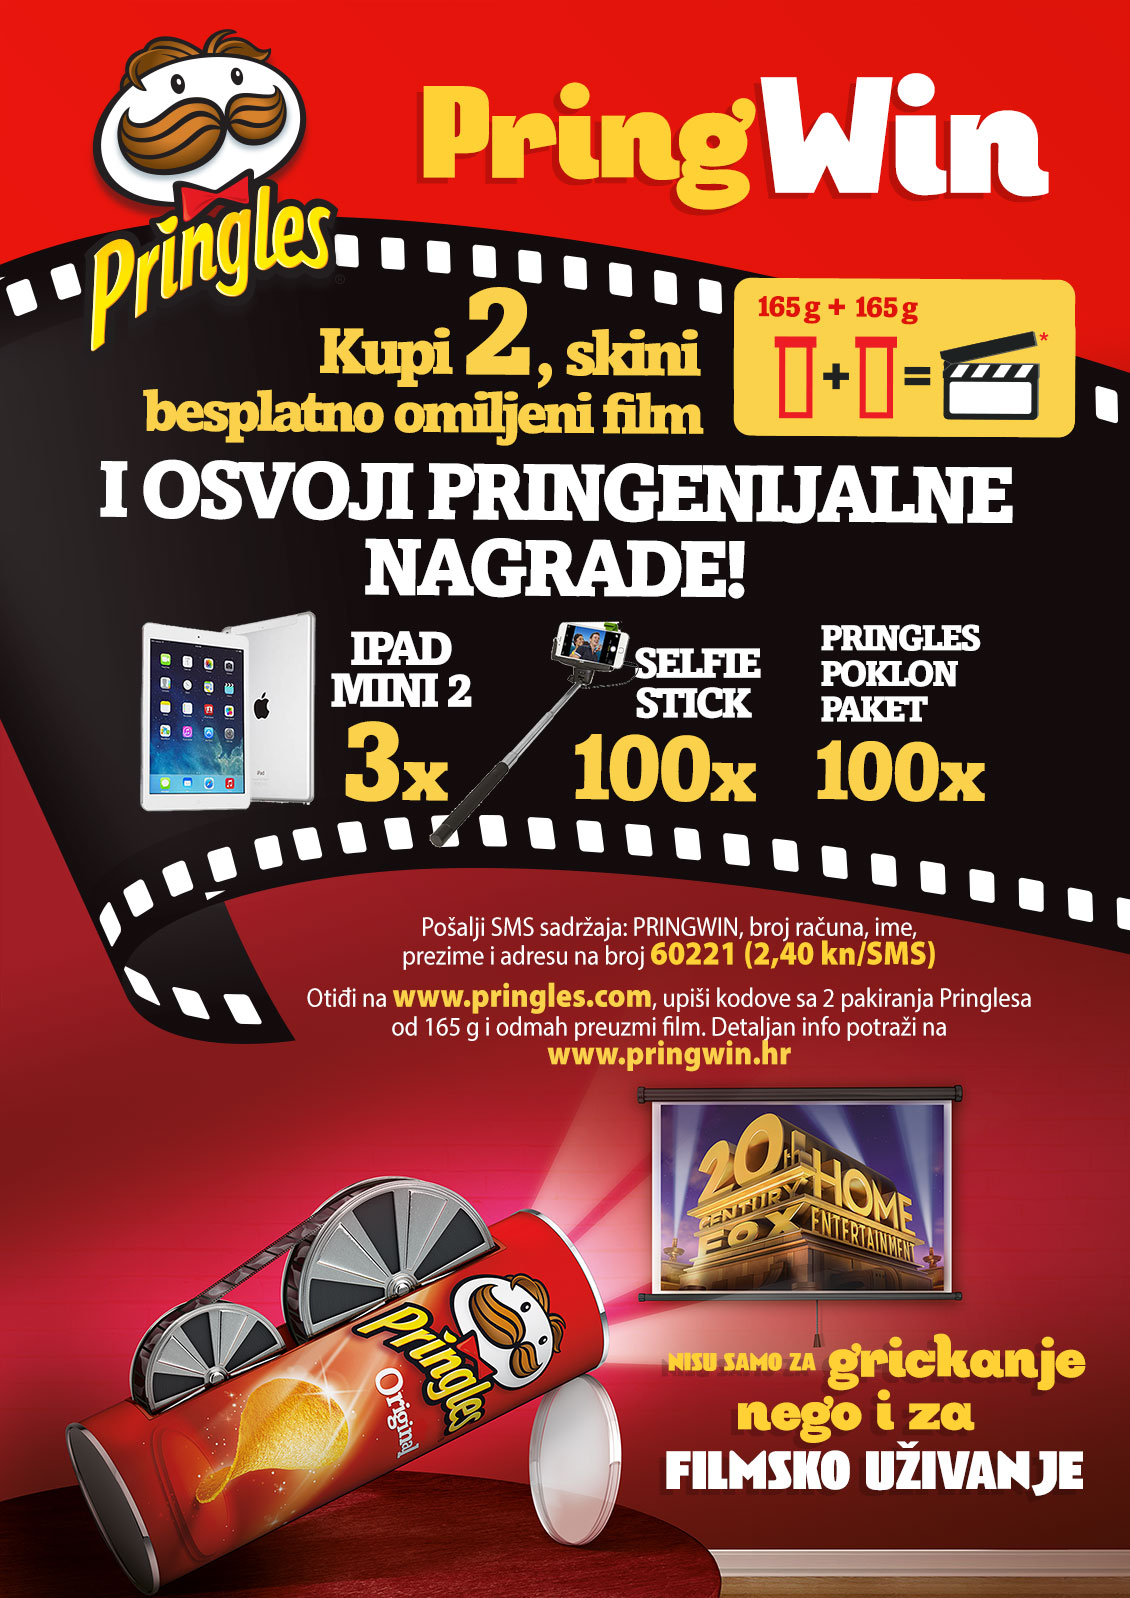 PringWin
Pringles
165 g + 165 g
+ = *
Kupi 2, skini
besplatno omiljeni film
I OSVOJI PRINGENIJALNE
NAGRADE!
IPAD
MINI 2
3x
SELFIE
STICK
100x
PRINGLES
POKLON
PAKET
100x
Pošalji SMS sadržaja: PRINGWIN, broj računa, ime,
prezime i adresu na broj 60221 (2,40 kn/SMS)
Otiđi na www.pringles.com, upiši kodove sa 2 pakiranja Pringlesa
od 165 g i odmah preuzmi film. Detaljan info potraži na
www.pringwin.hr
20th HOME
CENTURY ENTERTAINMENT
FOX
Pringles
Original
NISU SAMO ZA grickanje
nego i za
FILMSKO UŽIVANJE